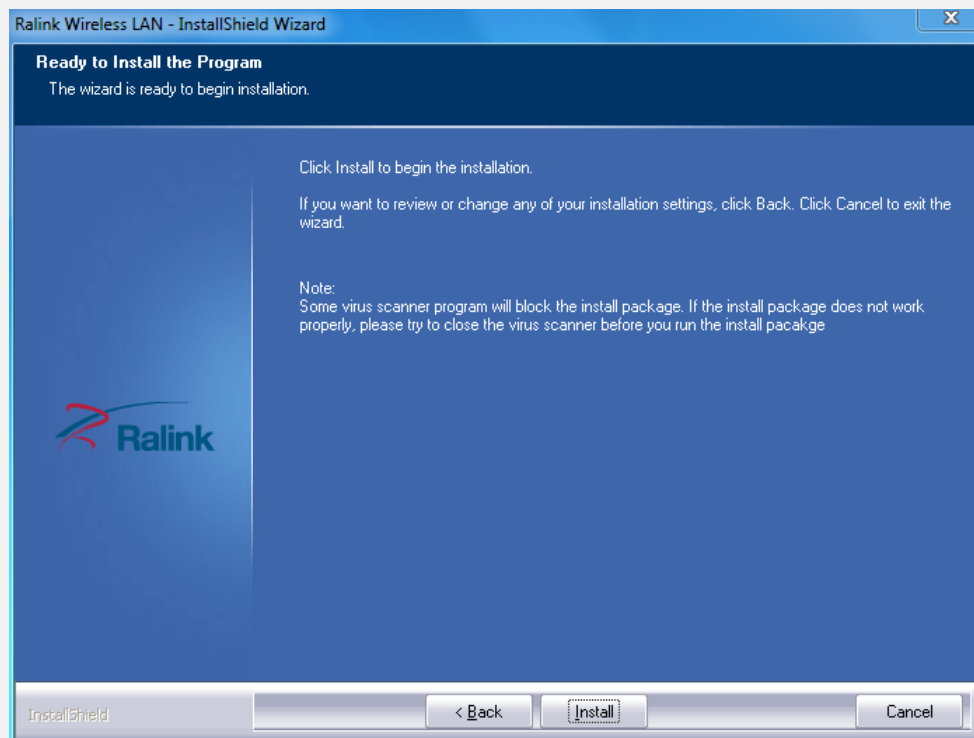 Ralink Wireless LAN - InstallShield Wizard
Ready to Install the Program
The wizard is ready to begin installation.
Click Install to begin the installation.
If you want to review or change any of your installation settings, click Back. Click Cancel to exit the
wizard.
Note:
Some virus scanner program will block the install package. If the install package does not work
properly, please try to close the virus scanner before you run the install pacakge
Ralink
InstallShield
< Back
Install
Cancel